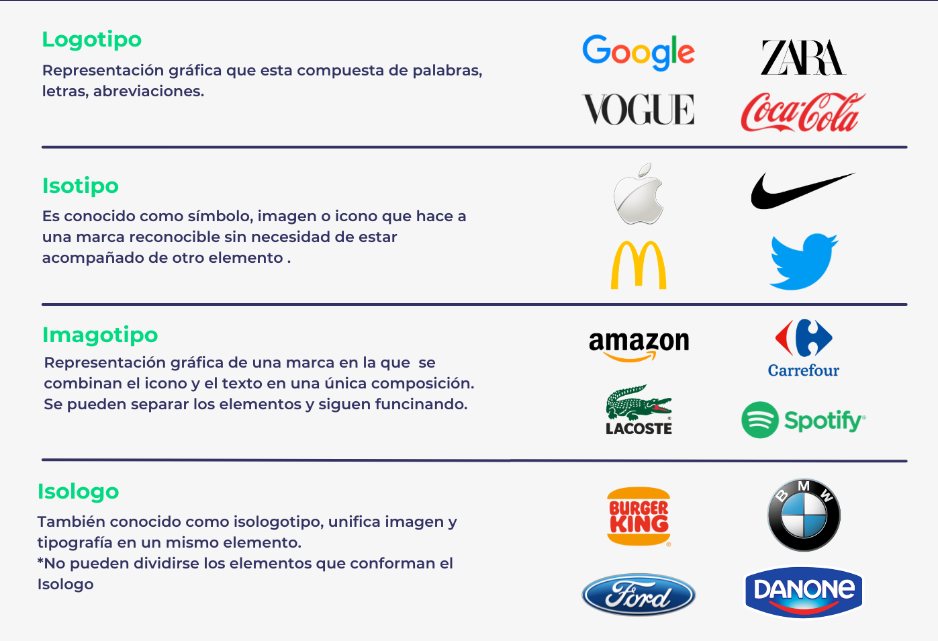 Logotipo
Representación gráfica que esta compuesta de palabras,
letras, abreviaciones.
Google
ZARA
VOGUE
Coca-Cola
Isotipo
Es conocido como símbolo, imagen o icono que hace a
una marca reconocible sin necesidad de estar
acompañado de otro elemento .
Imagotipo
Representación gráfica de una marca en la que se
combinan el icono y el texto en una única composición.
Se pueden separar los elementos y siguen funcinando.
amazon
Carrefour
LACOSTE
Spotify®
Isologo
También conocido como isologotipo, unifica imagen y
tipografía en un mismo elemento.
*No pueden dividirse los elementos que conforman el
Isologo
BURGER
KING®
BMW
Ford
DANONE